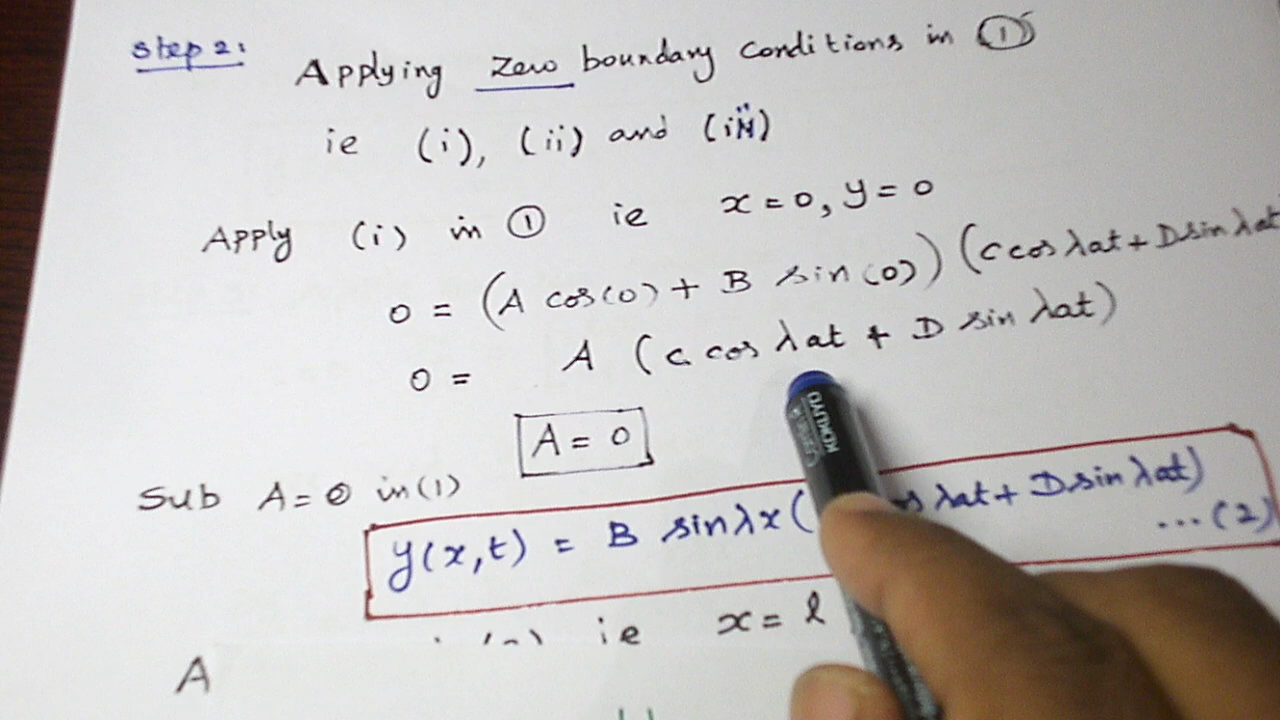 Step 2:
Applying Zero boundary conditions in ①
ie (i), (ii) and (iii)
Apply (i) in ① ie x = 0, y = 0
0 = (A cos(0) + B sin(0)) (C cos λat + D sin λat
0 = A (C cos λat + D sin λat)
A = 0
Sub A = 0 in (1)
y(x,t) = B sin λx ( λat + D sin λat)
... (2)
ie x = l
A
KOKUYO